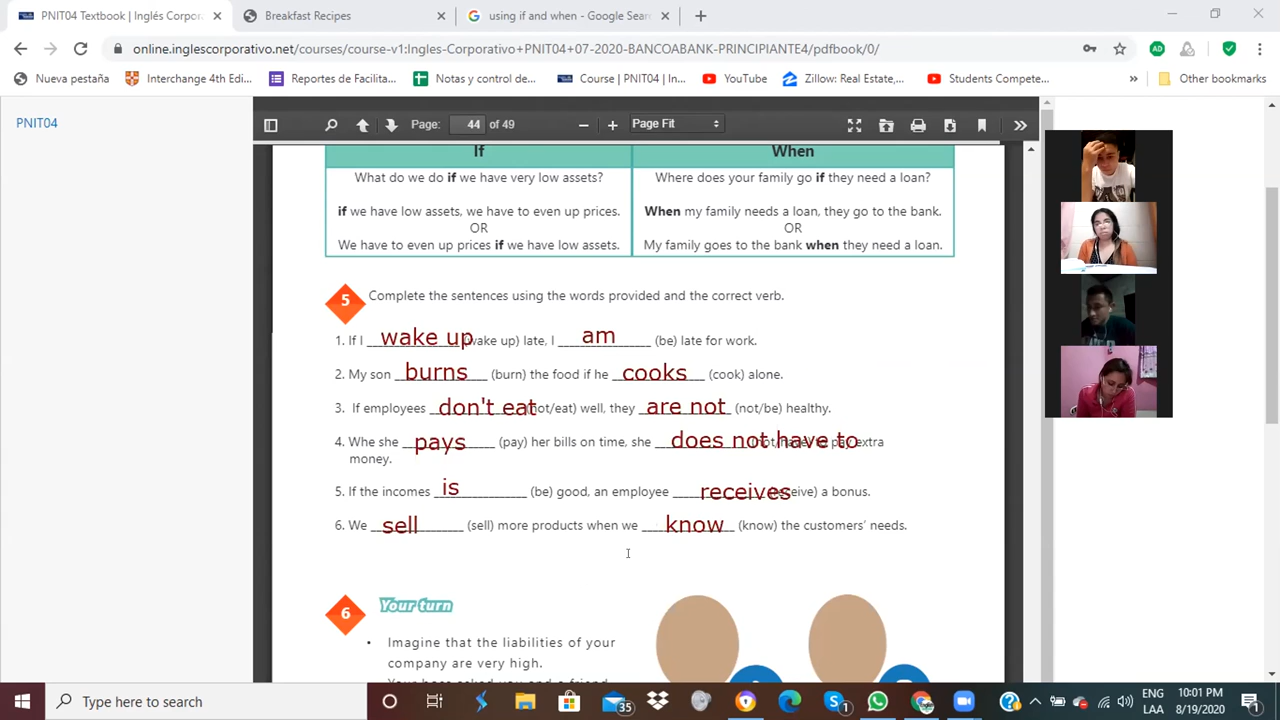 PNIT04 Textbook | Inglés Corpora
Breakfast Recipes
using if and when - Google Sear
online.inglescorporativo.net/courses/course-v1:Ingles-Corporativo+PNIT04+07-2020-BANCOABANK-PRINCIPIANTE4/pdfbook/0/
Nueva pestaña
Interchange 4th Edi...
Reportes de Facilita...
Notas y control de...
Course | PNIT04 | In...
YouTube
Zillow: Real Estate,...
Students Compete...
»
Other bookmarks
PNIT04
Page: 44 of 49
Page Fit
If
When
What do we do if we have very low assets?
Where does your family go if they need a loan?
if we have low assets, we have to even up prices.
When my family needs a loan, they go to the bank.
OR
OR
We have to even up prices if we have low assets.
My family goes to the bank when they need a loan.
5 Complete the sentences using the words provided and the correct verb.
1. If I wake up (wake up) late, I am (be) late for work.
2. My son burns (burn) the food if he cooks (cook) alone.
3. If employees don't eat (not/eat) well, they are not (not/be) healthy.
4. Whe she pays (pay) her bills on time, she does not have to pay extra
money.
5. If the incomes is (be) good, an employee receives (receive) a bonus.
6. We sell (sell) more products when we know (know) the customers' needs.
6 Your turn
• Imagine that the liabilities of your
company are very high.
Type here to search
35
1
ENG
LAA
10:01 PM
8/19/2020
1